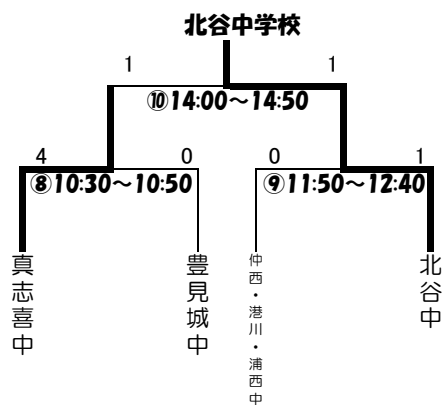 北谷中学校
1
1
⑩14:00～14:50
4
0
0
1
⑧10:30～10:50
⑨11:50～12:40
真志喜中
豊見城中
仲西・港川・浦西中
北谷中